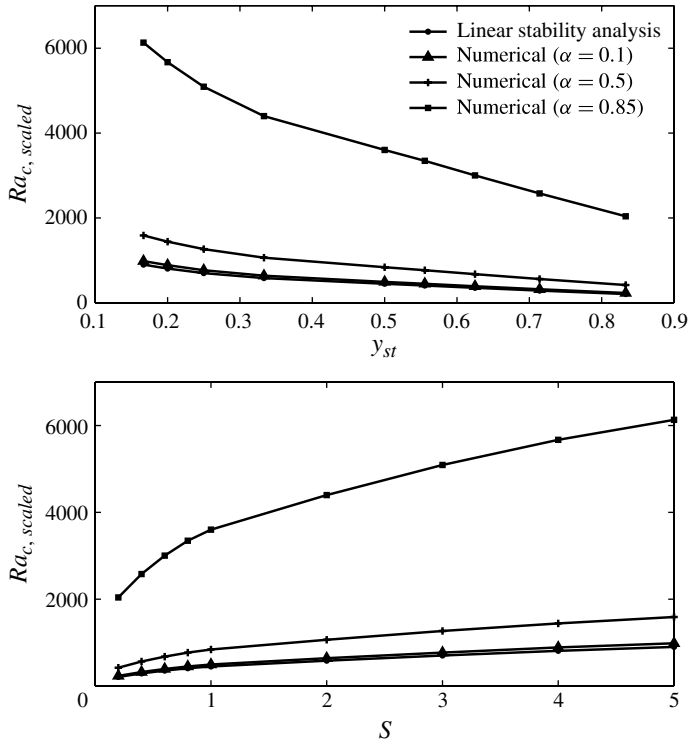 Ra_{c, scaled}
6000
4000
2000
0
Linear stability analysis
Numerical (α = 0.1)
Numerical (α = 0.5)
Numerical (α = 0.85)
0.1 0.2 0.3 0.4 0.5 0.6 0.7 0.8 0.9
y_{st}
Ra_{c, scaled}
6000
4000
2000
0 1 2 3 4 5
S